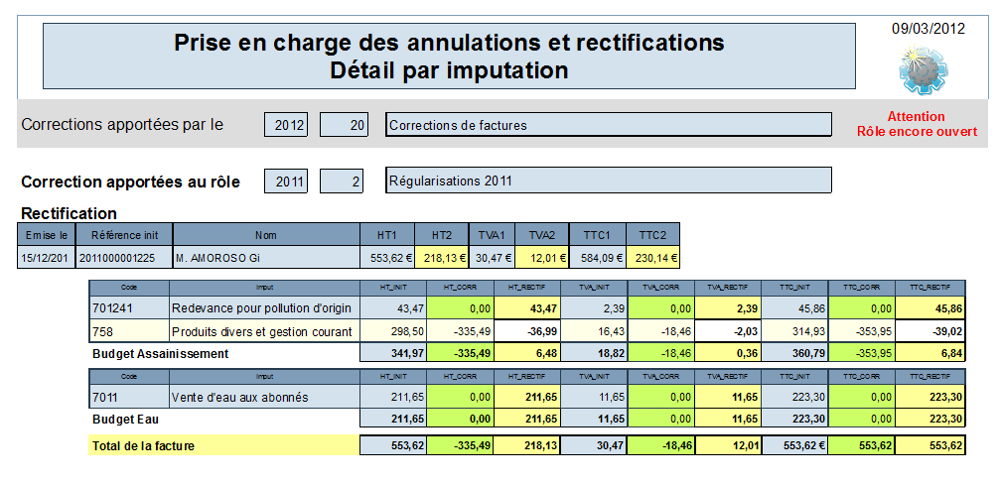 09/03/2012
Prise en charge des annulations et rectifications
Détail par imputation
Corrections apportées par le 2012 20 Corrections de factures
Attention
Rôle encore ouvert
Correction apportées au rôle 2011 2 Régularisations 2011
Rectification
Emise le Référence init Nom HT1 HT2 TVA1 TVA2 TTC1 TTC2
15/12/201 2011000001225 M. AMOROSO Gi 553,62 € 218,13 € 30,47 € 12,01 € 584,09 € 230,14 €
Code Imput HT_INIT HT_CORR HT_RECTIF TVA_INIT TVA_CORR TVA_RECTIF TTC_INIT TTC_CORR TTC_RECTIF
701241 Redevance pour pollution d'origin 43,47 0,00 43,47 2,39 0,00 2,39 45,86 0,00 45,86
758 Produits divers et gestion courant 298,50 -335,49 -36,99 16,43 -18,46 -2,03 314,93 -353,95 -39,02
Budget Assainissement 341,97 -335,49 6,48 18,82 -18,46 0,36 360,79 -353,95 6,84
Code Imput HT_INIT HT_CORR HT_RECTIF TVA_INIT TVA_CORR TVA_RECTIF TTC_INIT TTC_CORR TTC_RECTIF
7011 Vente d'eau aux abonnés 211,65 0,00 211,65 11,65 0,00 11,65 223,30 0,00 223,30
Budget Eau 211,65 0,00 211,65 11,65 0,00 11,65 223,30 0,00 223,30
Total de la facture 553,62 -335,49 218,13 30,47 -18,46 12,01 553,62 € 553,62 553,62